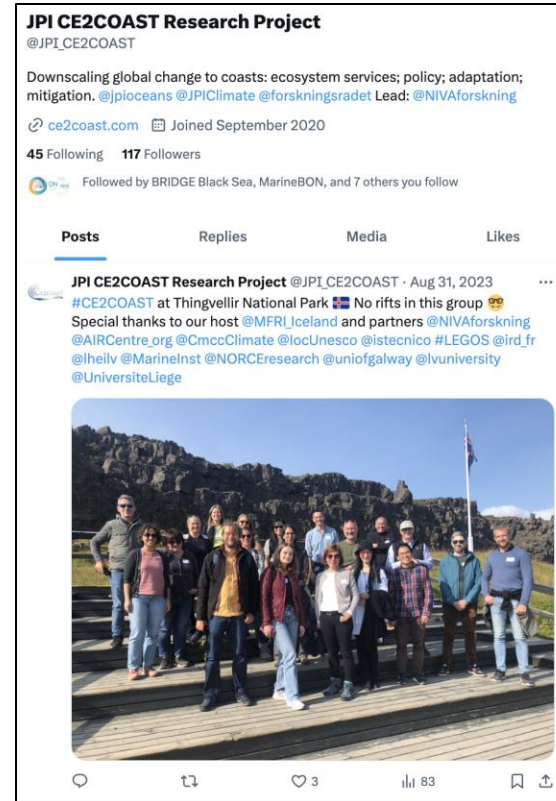 JPI CE2COAST Research Project
@JPI_CE2COAST
Downscaling global change to coasts: ecosystem services; policy; adaptation;
mitigation. @jpioceans @JPIClimate @forskningsradet Lead: @NIVAforskning
ce2coast.com Joined September 2020
45 Following 117 Followers
Followed by BRIDGE Black Sea, MarineBON, and 7 others you follow
Posts Replies Media Likes
JPI CE2COAST Research Project @JPI_CE2COAST · Aug 31, 2023 ...
#CE2COAST at Thingvellir National Park 🇮🇸 No rifts in this group 🤓
Special thanks to our host @MFRI_Iceland and partners @NIVAforskning
@AIRCentre_org @CmccClimate @IocUnesco @istecnico #LEGOS @ird_fr
@lheilv @MarineInst @NORCEresearch @uniofgalway @lvuniversity
@UniversiteLiege
3 83